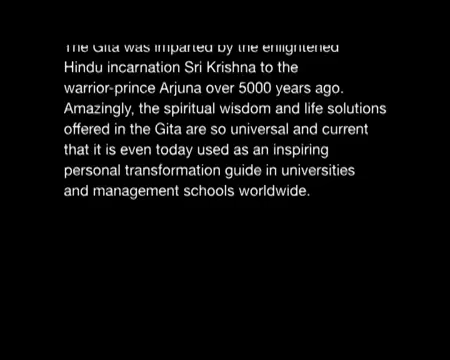 The Gita was imparted by the enlightened
Hindu incarnation Sri Krishna to the
warrior-prince Arjuna over 5000 years ago.
Amazingly, the spiritual wisdom and life solutions
offered in the Gita are so universal and current
that it is even today used as an inspiring
personal transformation guide in universities
and management schools worldwide.